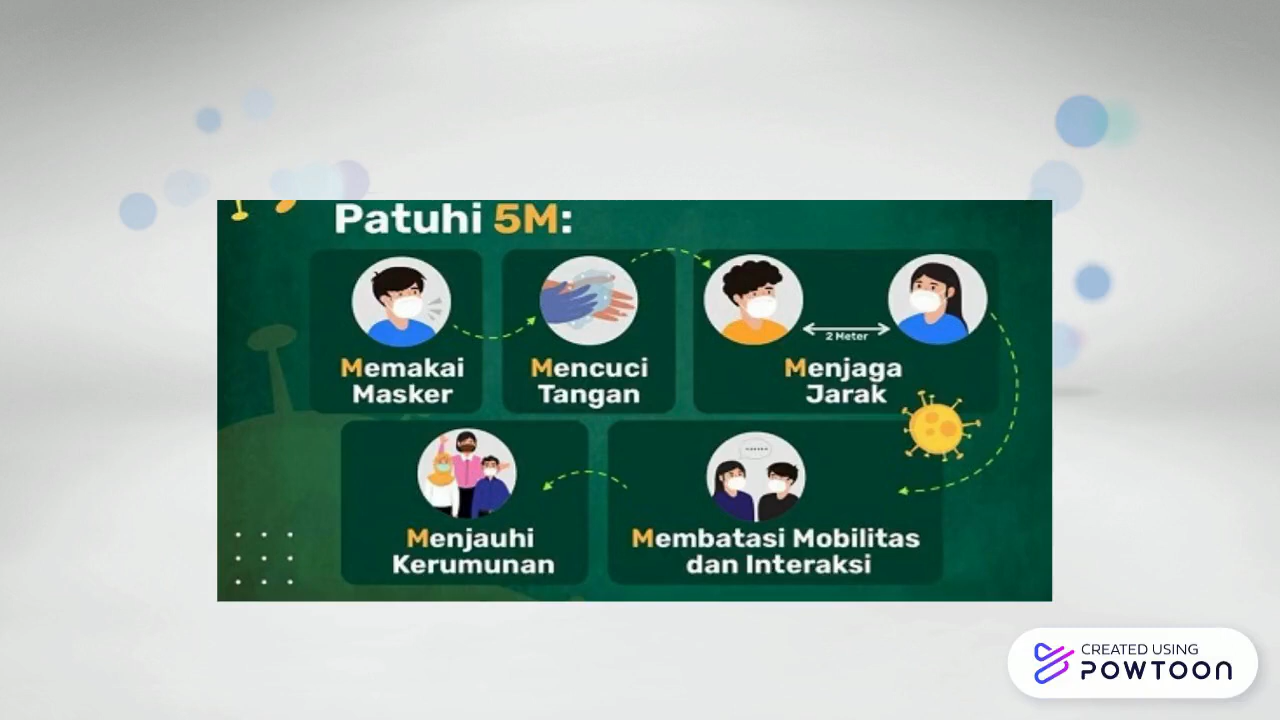 Patuhi 5M:
Memakai
Masker
Mencuci
Tangan
2 Meter
Menjaga
Jarak
Menjauhi
Kerumunan
Membatasi Mobilitas
dan Interaksi
CREATED USING
POWTOON